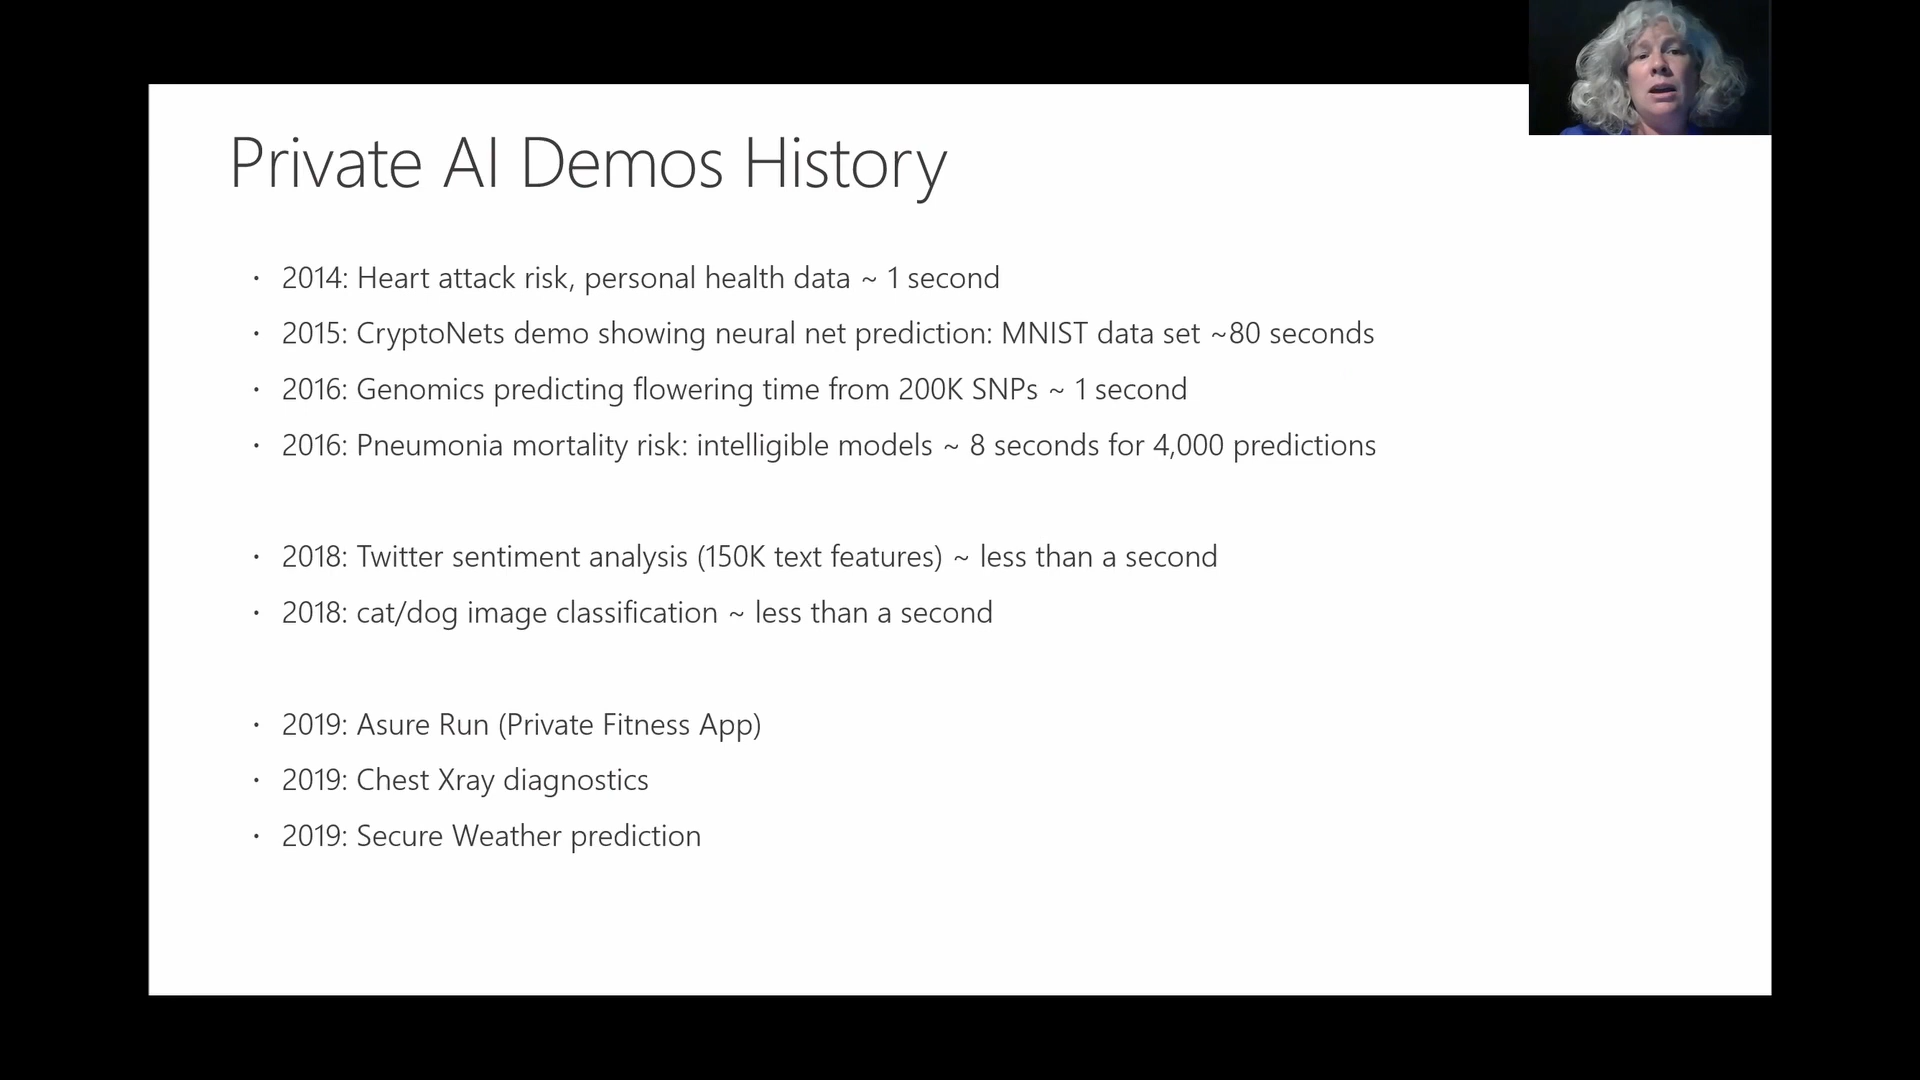 Private AI Demos History
· 2014: Heart attack risk, personal health data ~ 1 second
· 2015: CryptoNets demo showing neural net prediction: MNIST data set ~80 seconds
· 2016: Genomics predicting flowering time from 200K SNPs ~ 1 second
· 2016: Pneumonia mortality risk: intelligible models ~ 8 seconds for 4,000 predictions
· 2018: Twitter sentiment analysis (150K text features) ~ less than a second
· 2018: cat/dog image classification ~ less than a second
· 2019: Asure Run (Private Fitness App)
· 2019: Chest Xray diagnostics
· 2019: Secure Weather prediction